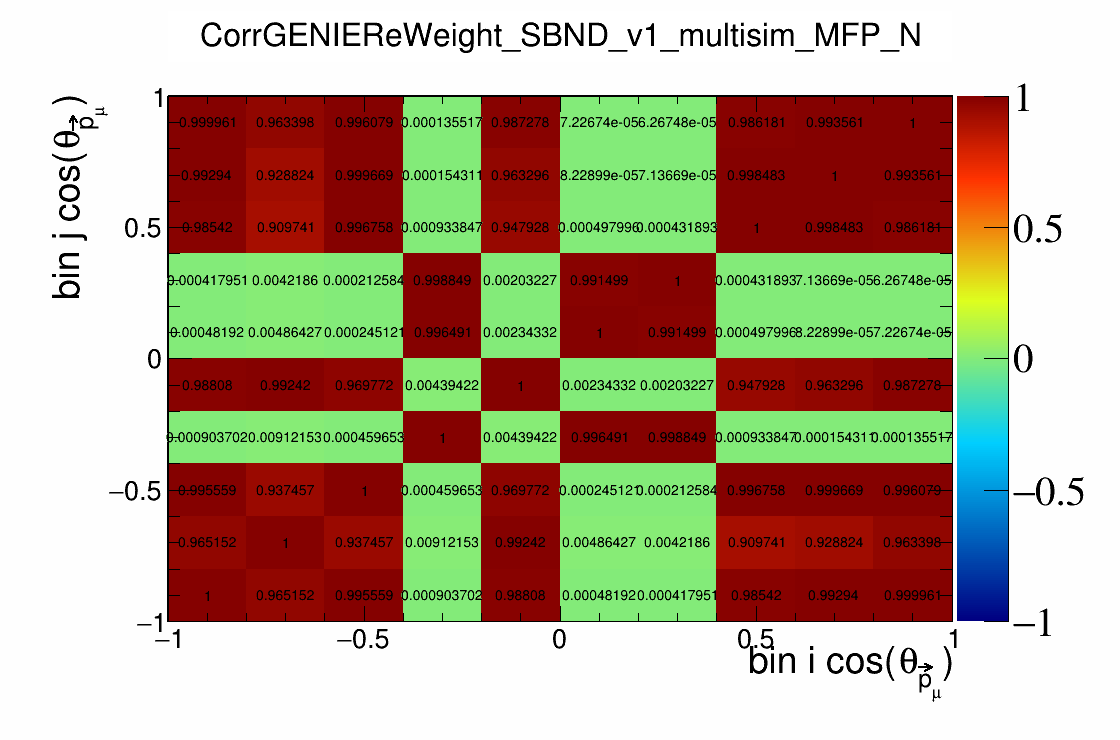 CorrGENIEReWeight_SBND_v1_multisim_MFP_N
bin j cos(θp⃗μ)
1
0.5
0
−0.5
−1
0.999961 0.963398 0.996079 0.000135517 0.987278 7.22674e-05 6.26748e-05 0.986181 0.993561 1
0.99294 0.928824 0.999669 0.000154311 0.963296 8.22899e-05 7.13669e-05 0.998483 1 0.993561
0.98542 0.909741 0.996758 0.000933847 0.947928 0.000497996 0.000431893 1 0.998483 0.986181
0.000417951 0.0042186 0.000212584 0.998849 0.00203227 0.991499 1 0.000431893 7.13669e-05 6.26748e-05
0.00048192 0.00486427 0.000245121 0.996491 0.00234332 1 0.991499 0.000497996 8.22899e-05 7.22674e-05
0.98808 0.99242 0.969772 0.00439422 1 0.00234332 0.00203227 0.947928 0.963296 0.987278
0.000903702 0.00912153 0.000459653 1 0.00439422 0.996491 0.998849 0.000933847 0.000154311 0.000135517
0.995559 0.937457 1 0.000459653 0.969772 0.000245121 0.000212584 0.996758 0.999669 0.996079
0.965152 1 0.937457 0.00912153 0.99242 0.00486427 0.0042186 0.909741 0.928824 0.963398
1 0.965152 0.995559 0.000903702 0.98808 0.00048192 0.000417951 0.98542 0.99294 0.999961
−1 −0.5 0 0.5 1
bin i cos(θp⃗μ)
1
0.5
0
−0.5
−1